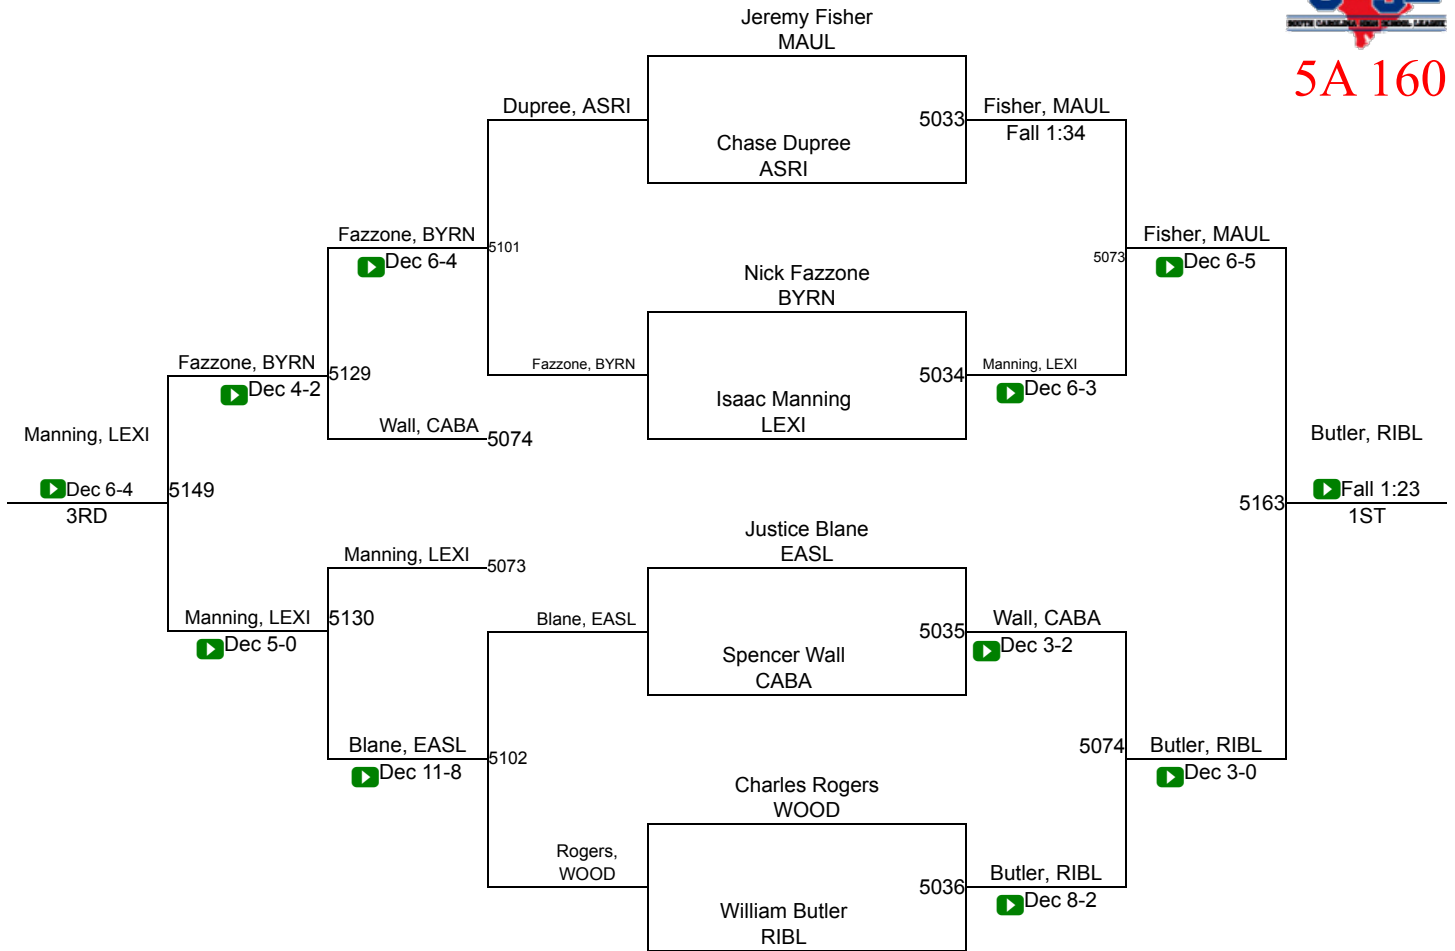 Jeremy Fisher
MAUL
SOUTH CAROLINA HIGH SCHOOL LEAGUE
5A 160
Dupree, ASRI
5033
Fisher, MAUL
Fall 1:34
Chase Dupree
ASRI
Fazzone, BYRN
5101
Dec 6-4
Fisher, MAUL
5073
Dec 6-5
Nick Fazzone
BYRN
Fazzone, BYRN
5129
Dec 4-2
Fazzone, BYRN
5034
Manning, LEXI
Dec 6-3
Isaac Manning
LEXI
Wall, CABA
5074
Manning, LEXI
Dec 6-4
5149
3RD
Butler, RIBL
5163
Fall 1:23
1ST
Justice Blane
EASL
Manning, LEXI
5073
Manning, LEXI
5130
Dec 5-0
Blane, EASL
5035
Wall, CABA
Dec 3-2
Spencer Wall
CABA
Blane, EASL
5102
Dec 11-8
5074
Butler, RIBL
Dec 3-0
Charles Rogers
WOOD
Rogers,
WOOD
5036
Butler, RIBL
Dec 8-2
William Butler
RIBL